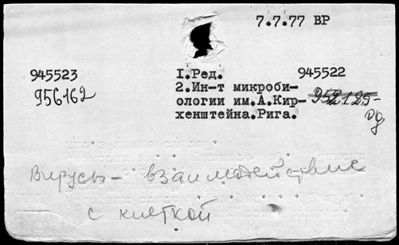 7.7.77 ВР
945523
956162
I.Ред. 945522
2.Ин-т микроби-
ологии им.А.Кир-
хенштейна.Рига.
Вирусы - взаимодействие
с клеткой